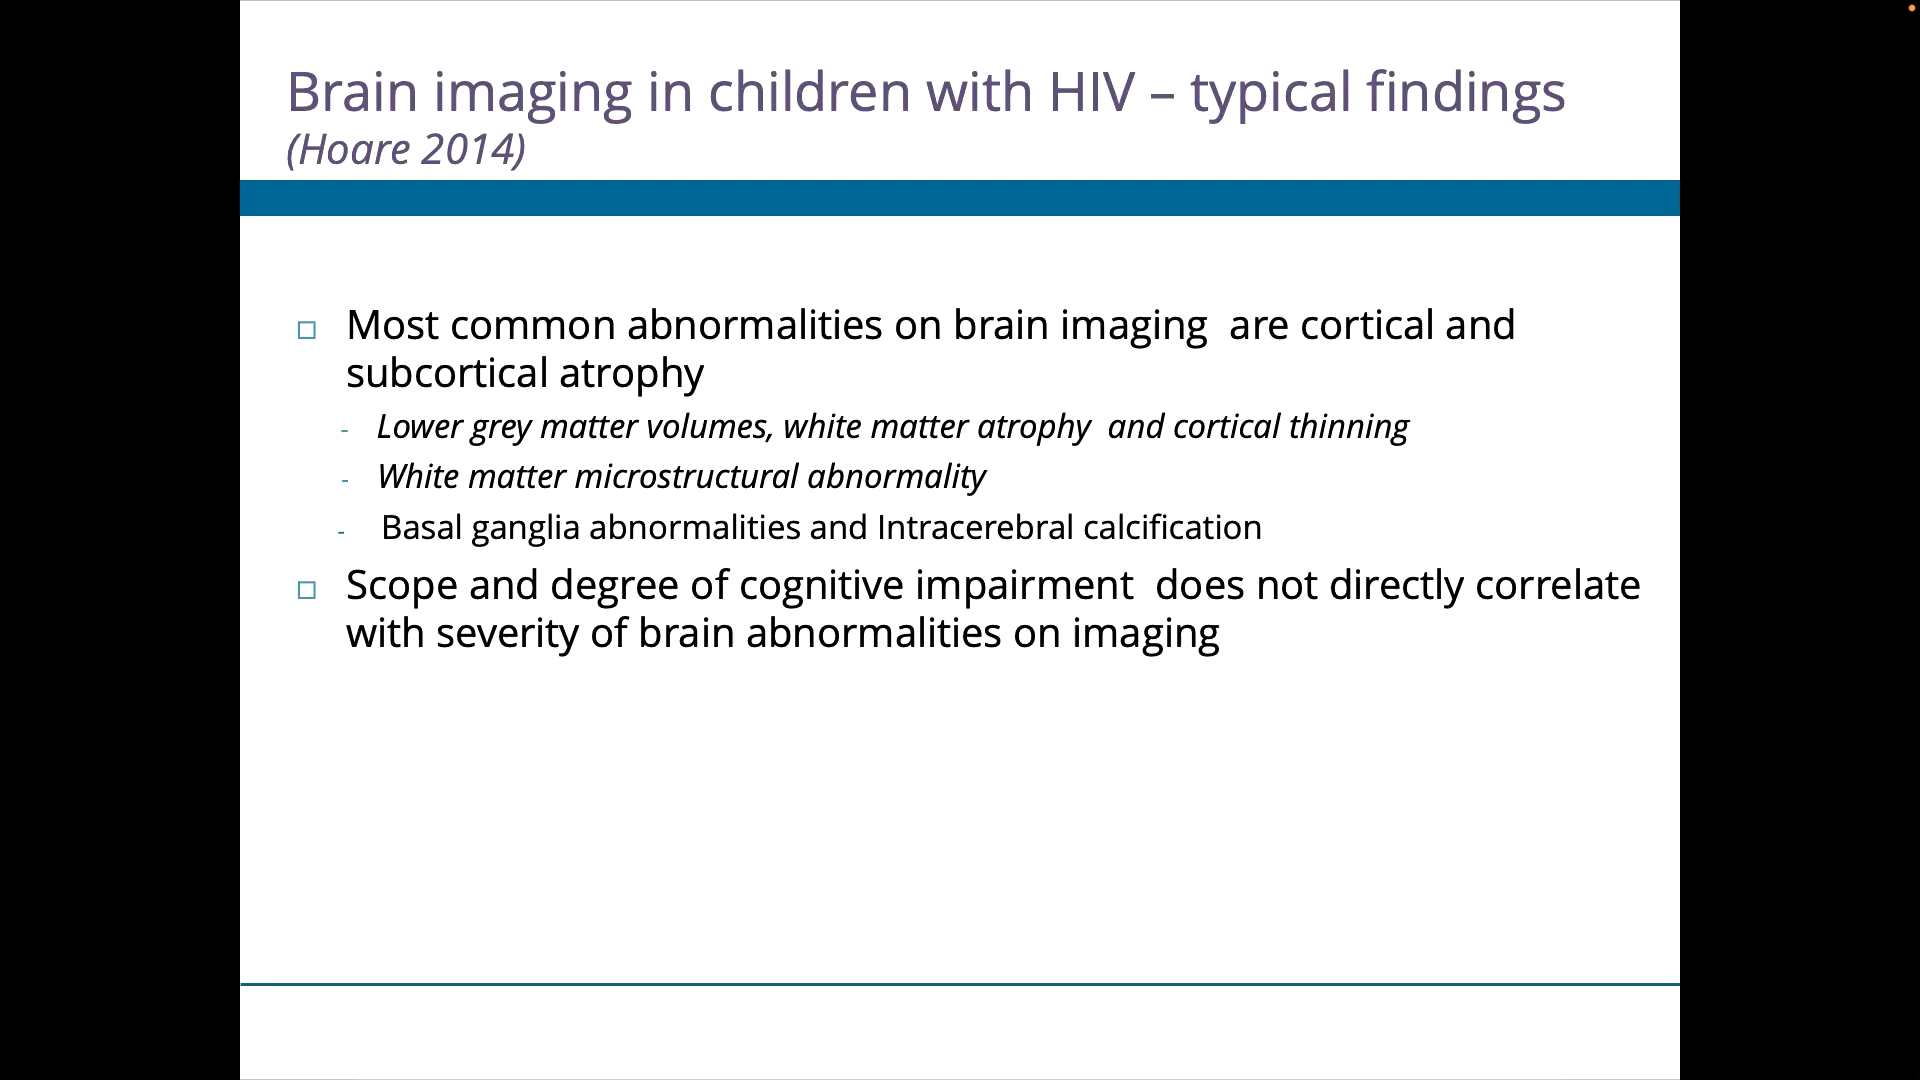 Brain imaging in children with HIV – typical findings
(Hoare 2014)
Most common abnormalities on brain imaging  are cortical and
subcortical atrophy
- Lower grey matter volumes, white matter atrophy  and cortical thinning
- White matter microstructural abnormality
- Basal ganglia abnormalities and Intracerebral calcification
Scope and degree of cognitive impairment  does not directly correlate
with severity of brain abnormalities on imaging